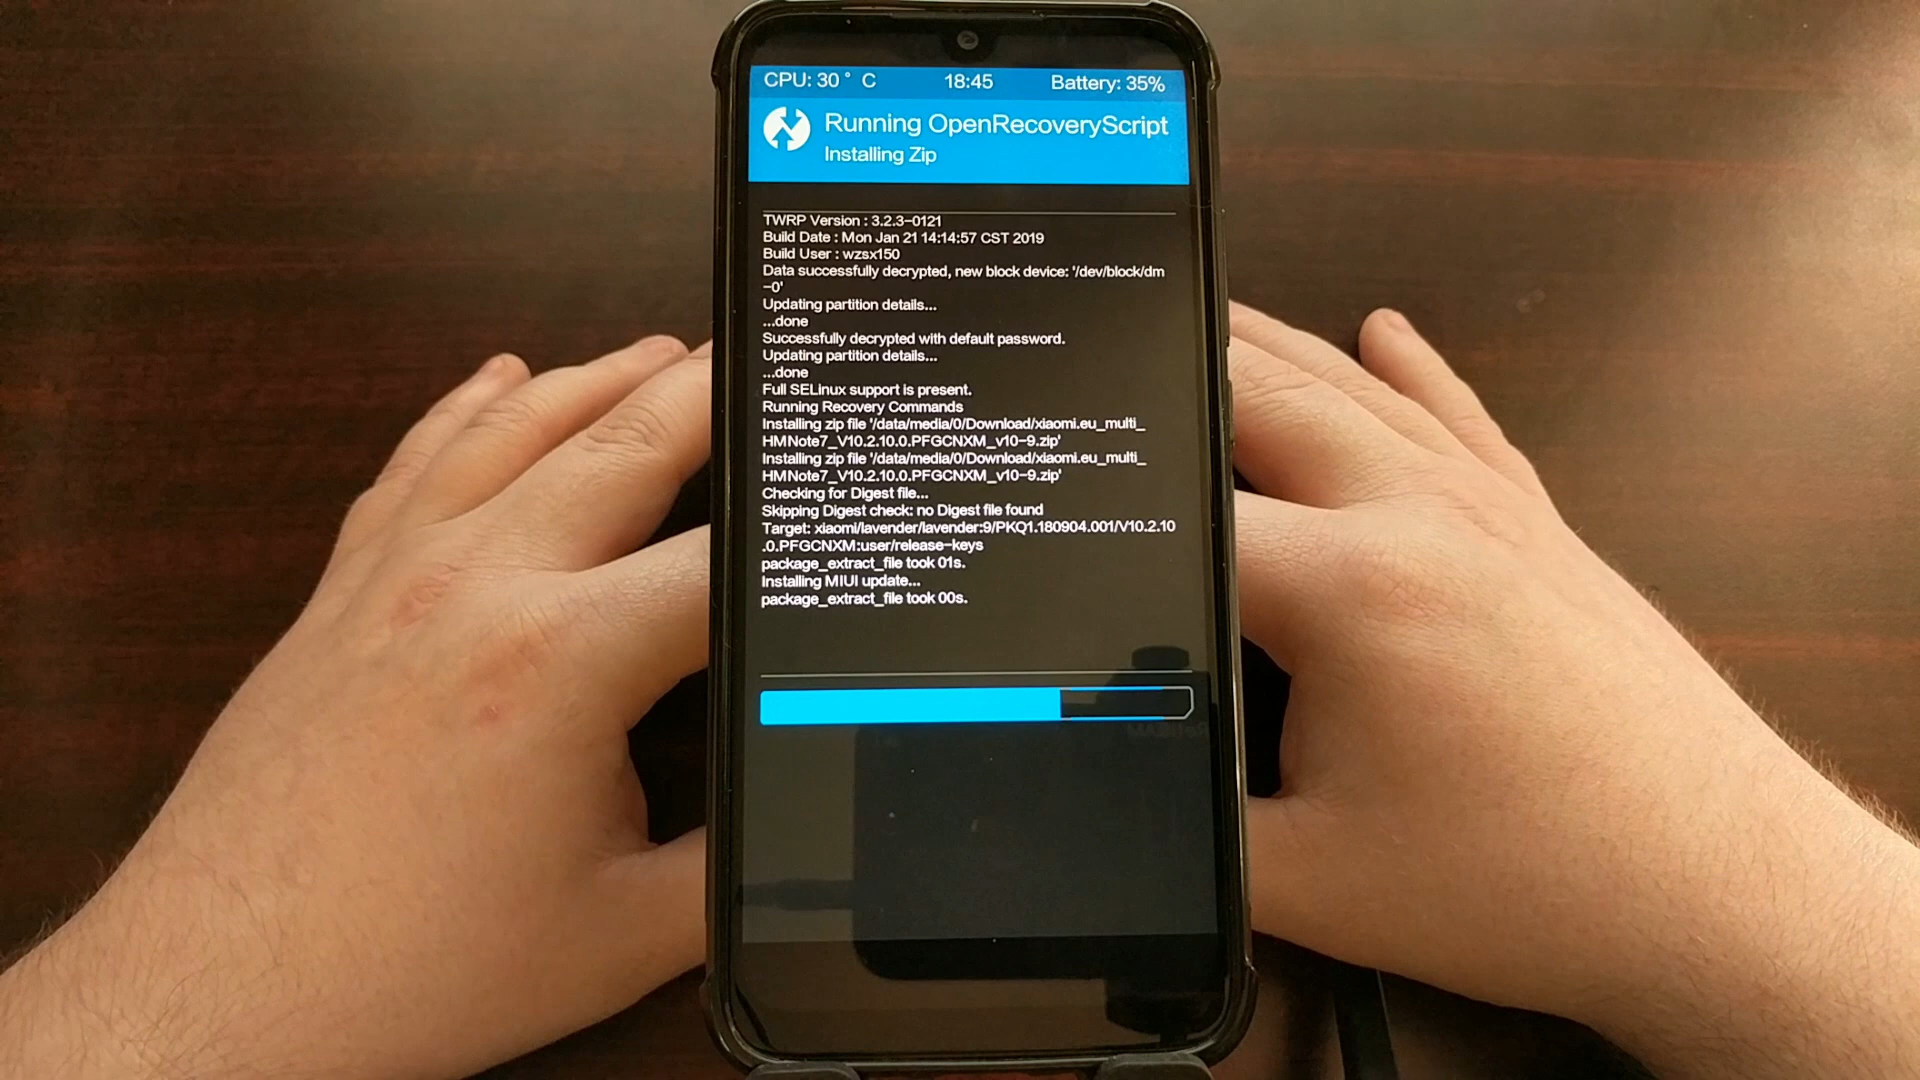 CPU: 30 ° C 18:45 Battery: 35%
Running OpenRecoveryScript
Installing Zip
TWRP Version : 3.2.3-0121
Build Date : Mon Jan 21 14:14:57 CST 2019
Build User : wzsx150
Data successfully decrypted, new block device: '/dev/block/dm
-0'
Updating partition details...
...done
Successfully decrypted with default password.
Updating partition details...
...done
Full SELinux support is present.
Running Recovery Commands
Installing zip file '/data/media/0/Download/xiaomi.eu_multi_
HMNote7_V10.2.10.0.PFGCNXM_v10-9.zip'
Installing zip file '/data/media/0/Download/xiaomi.eu_multi_
HMNote7_V10.2.10.0.PFGCNXM_v10-9.zip'
Checking for Digest file...
Skipping Digest check: no Digest file found
Target: xiaomi/lavender/lavender:9/PKQ1.180904.001/V10.2.10
.0.PFGCNXM:user/release-keys
package_extract_file took 01s.
Installing MIUI update...
package_extract_file took 00s.